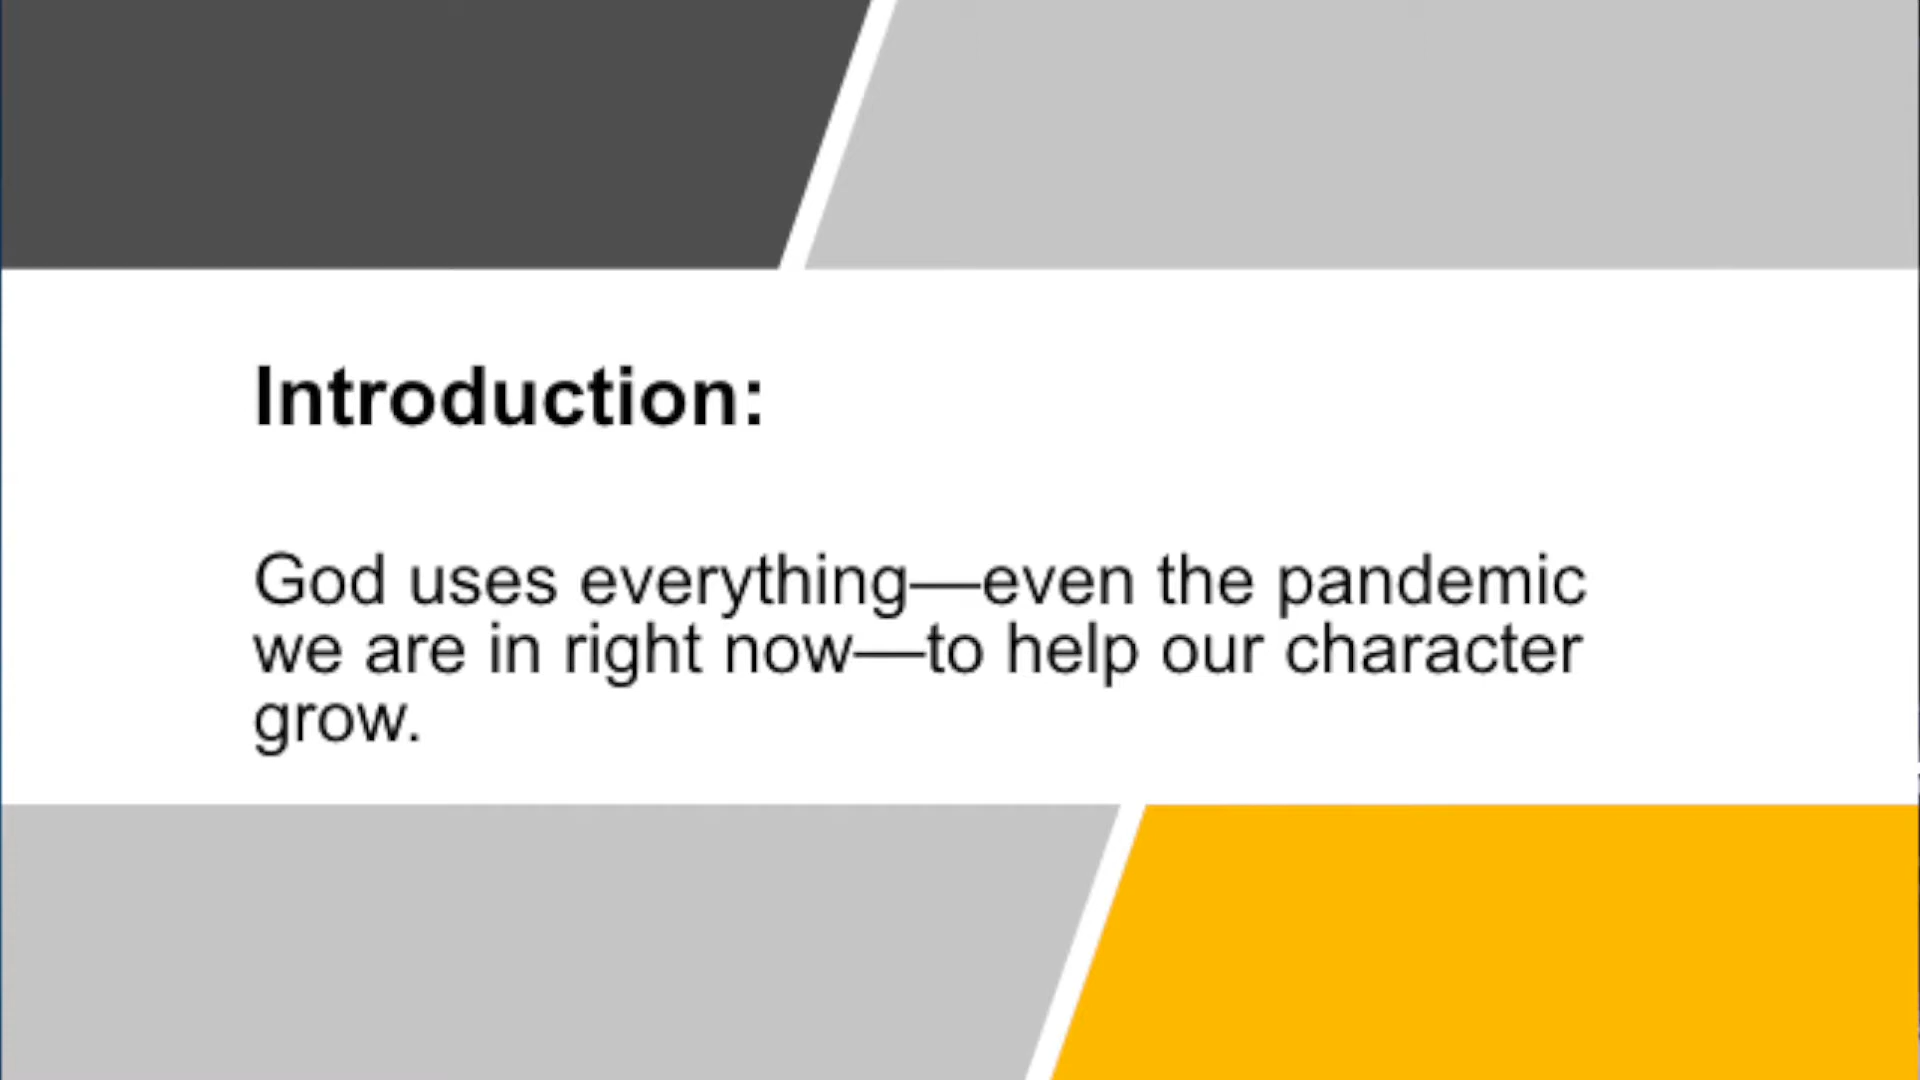 Introduction:
God uses everything—even the pandemic
we are in right now—to help our character
grow.